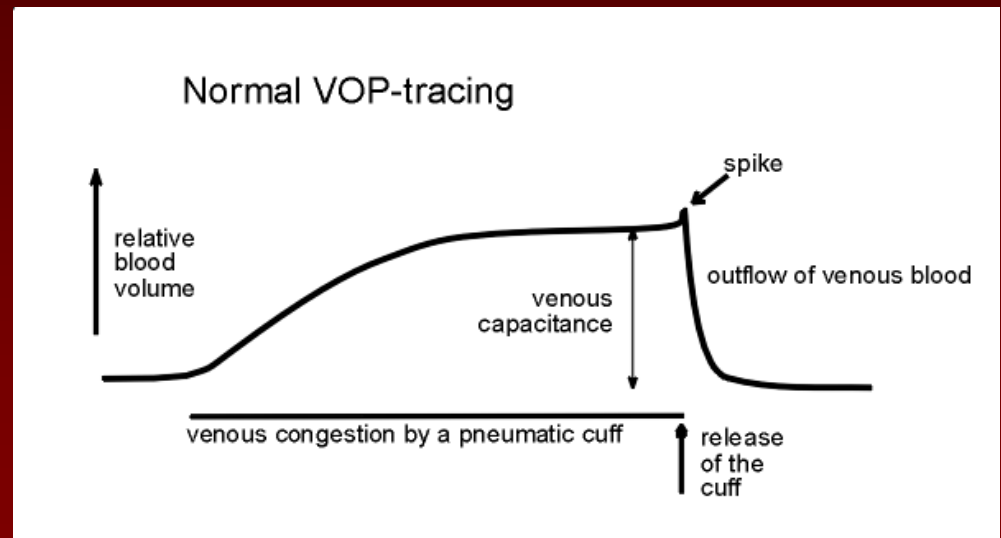 Normal VOP-tracing
spike
relative
blood
volume
outflow of venous blood
venous
capacitance
venous congestion by a pneumatic cuff
release
of the
cuff